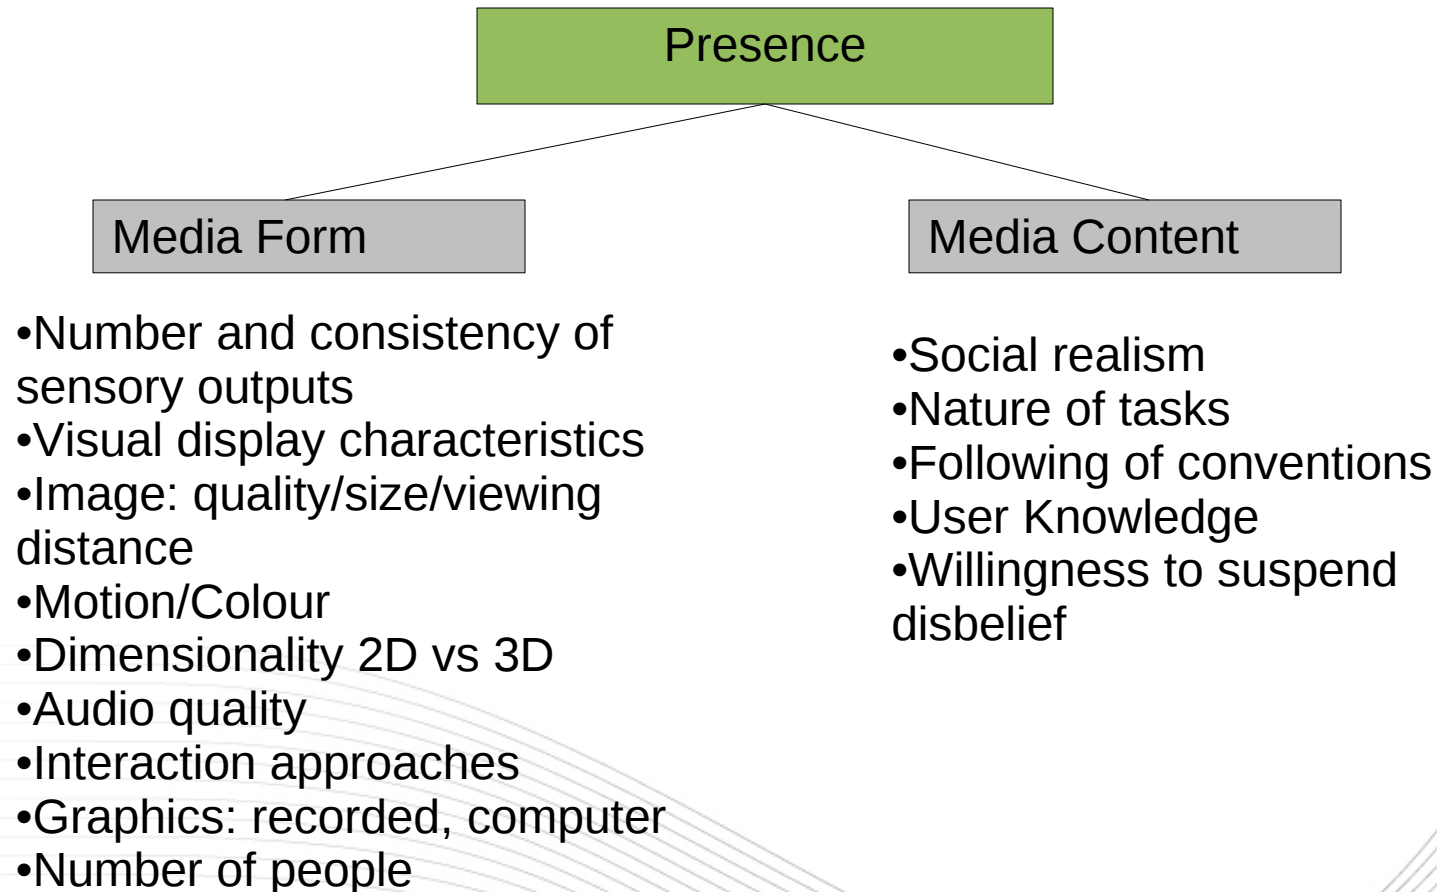 Presence
Media Form
•Number and consistency of
sensory outputs
•Visual display characteristics
•Image: quality/size/viewing
distance
•Motion/Colour
•Dimensionality 2D vs 3D
•Audio quality
•Interaction approaches
•Graphics: recorded, computer
•Number of people
Media Content
•Social realism
•Nature of tasks
•Following of conventions
•User Knowledge
•Willingness to suspend
disbelief